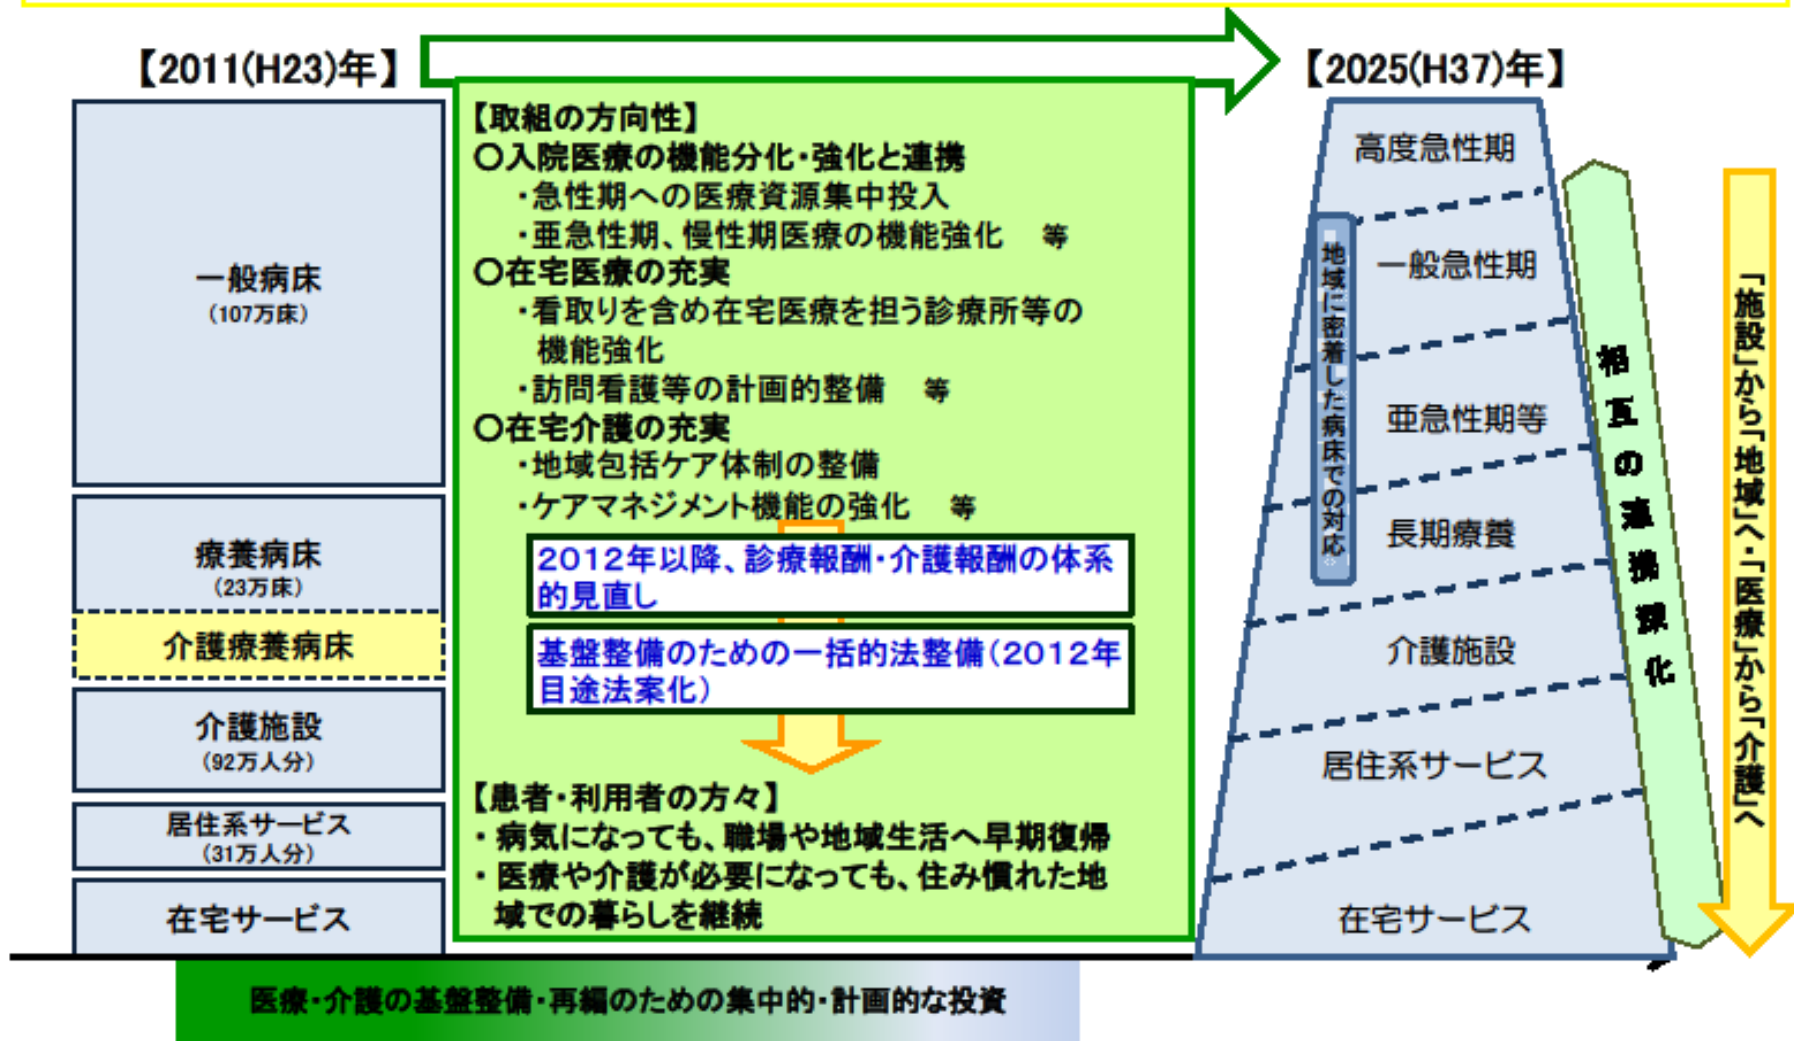 【2011(H23)年】
【2025(H37)年】
一般病床
(107万床)
療養病床
(23万床)
介護療養病床
介護施設
(92万人分)
居住系サービス
(31万人分)
在宅サービス
【取組の方向性】
○入院医療の機能分化・強化と連携
・急性期への医療資源集中投入
・亜急性期、慢性期医療の機能強化 等
○在宅医療の充実
・看取りを含め在宅医療を担う診療所等の
機能強化
・訪問看護等の計画的整備 等
○在宅介護の充実
・地域包括ケア体制の整備
・ケアマネジメント機能の強化 等
2012年以降、診療報酬・介護報酬の体系
的見直し
基盤整備のための一括的法整備(2012年
目途法案化)
【患者・利用者の方々】
・病気になっても、職場や地域生活へ早期復帰
・医療や介護が必要になっても、住み慣れた地
域での暮らしを継続
高度急性期
一般急性期
亜急性期等
長期療養
介護施設
居住系サービス
在宅サービス
地域に密着した病床での対応
相互の連携深化
「施設」から「地域」へ・「医療」から「介護」へ
医療・介護の基盤整備・再編のための集中的・計画的な投資